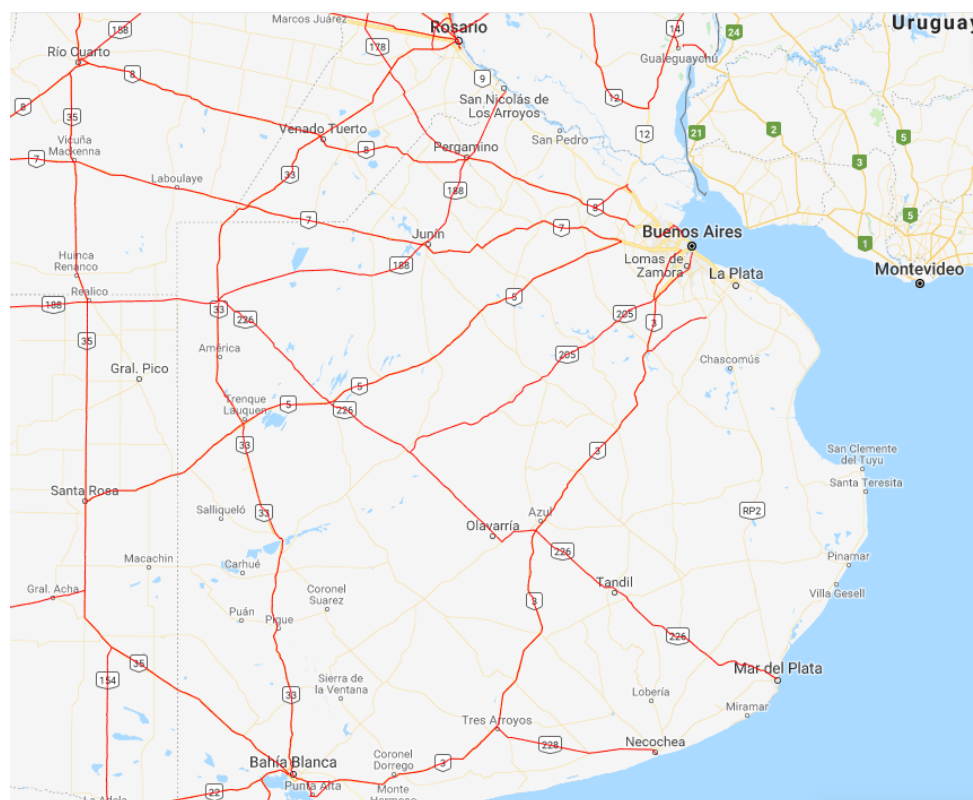 Marcos Juárez
Rosario
Uruguay
158
178
14
24
Gualeguaychú
Río Cuarto
8
9
12
San Nicolás de
Los Arroyos
8
35
12
21
2
5
Venado Tuerto
San Pedro
Vicuña
Mackenna
7
8
Pergamino
3
Laboulaye
33
188
7
8
5
Junín
7
Buenos Aires
1
Huinca
Renancó
188
Lomas de
Zamora
La Plata
Montevideo
Realico
188
33
5
205
226
3
35
América
205
Chascomús
Gral. Pico
5
Trenque
Lauquen
5
226
33
3
San Clemente
del Tuyu
Santa Teresita
Santa Rosa
Salliqueló
33
Azul
RP2
Olavarría
226
Macachin
Carhué
Pinamar
Tandil
Villa Gesell
Gral. Acha
Coronel
Suarez
3
Puán
Pigue
226
35
154
Sierra de
la Ventana
33
Mar del Plata
Lobería
Miramar
Tres Arroyos
228
Necochea
Bahía Blanca
Coronel
Dorrego
3
22
Punta Alta
Monte